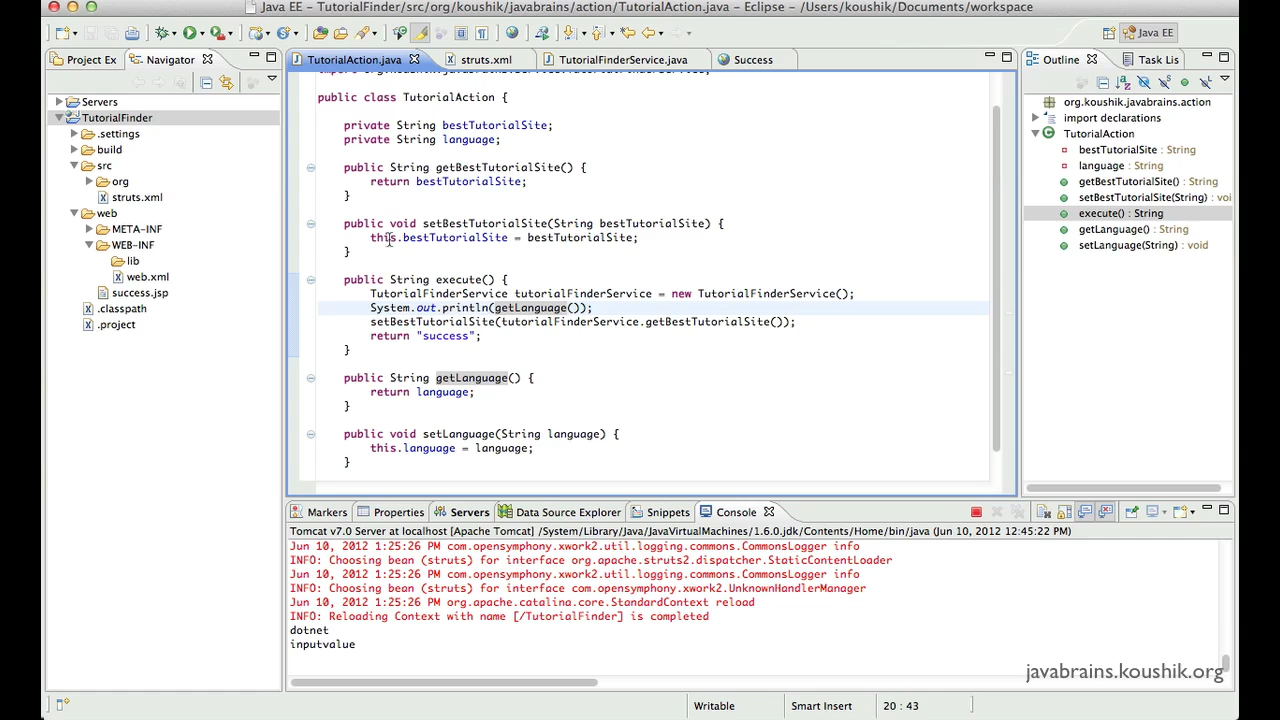 Java EE - TutorialFinder/src/org/koushik/javabrains/action/TutorialAction.java - Eclipse - /Users/koushik/Documents/workspace
Java EE
Project Ex
Navigator
Servers
TutorialFinder
.settings
build
src
org
struts.xml
web
META-INF
WEB-INF
lib
web.xml
success.jsp
.classpath
.project
TutorialAction.java
struts.xml
TutorialFinderService.java
Success
public class TutorialAction {
private String bestTutorialSite;
private String language;
public String getBestTutorialSite() {
return bestTutorialSite;
}
public void setBestTutorialSite(String bestTutorialSite) {
this.bestTutorialSite = bestTutorialSite;
}
public String execute() {
TutorialFinderService tutorialFinderService = new TutorialFinderService();
System.out.println(getLanguage());
setBestTutorialSite(tutorialFinderService.getBestTutorialSite());
return "success";
}
public String getLanguage() {
return language;
}
public void setLanguage(String language) {
this.language = language;
}
Outline
Task Lis
org.koushik.javabrains.action
import declarations
TutorialAction
bestTutorialSite : String
language : String
getBestTutorialSite() : String
setBestTutorialSite(String) : void
execute() : String
getLanguage() : String
setLanguage(String) : void
Markers
Properties
Servers
Data Source Explorer
Snippets
Console
Tomcat v7.0 Server at localhost [Apache Tomcat] /System/Library/Java/JavaVirtualMachines/1.6.0.jdk/Contents/Home/bin/java (Jun 10, 2012 12:45:22 PM)
Jun 10, 2012 1:25:26 PM com.opensymphony.xwork2.util.logging.commons.CommonsLogger info
INFO: Choosing bean (struts) for interface org.apache.struts2.dispatcher.StaticContentLoader
Jun 10, 2012 1:25:26 PM com.opensymphony.xwork2.util.logging.commons.CommonsLogger info
INFO: Choosing bean (struts) for interface com.opensymphony.xwork2.UnknownHandlerManager
Jun 10, 2012 1:25:26 PM org.apache.catalina.core.StandardContext reload
INFO: Reloading Context with name [/TutorialFinder] is completed
dotnet
inputvalue
javabrains.koushik.org
Writable
Smart Insert
20 : 43